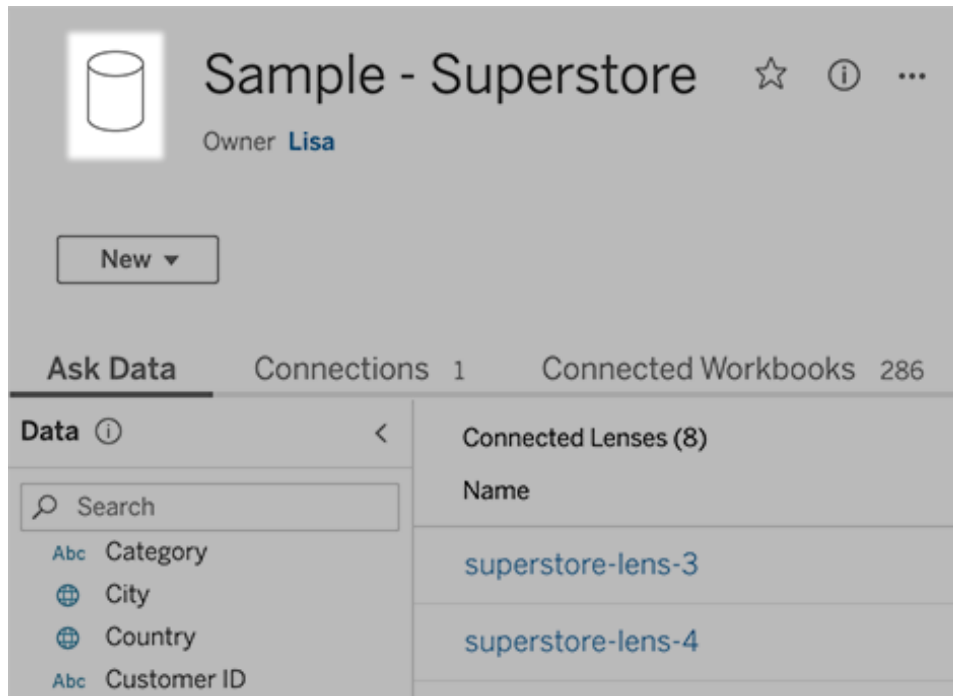 Sample - Superstore
Owner Lisa
New
Ask Data Connections 1 Connected Workbooks 286
Data
Search
Abc Category
City
Country
Abc Customer ID
Connected Lenses (8)
Name
superstore-lens-3
superstore-lens-4